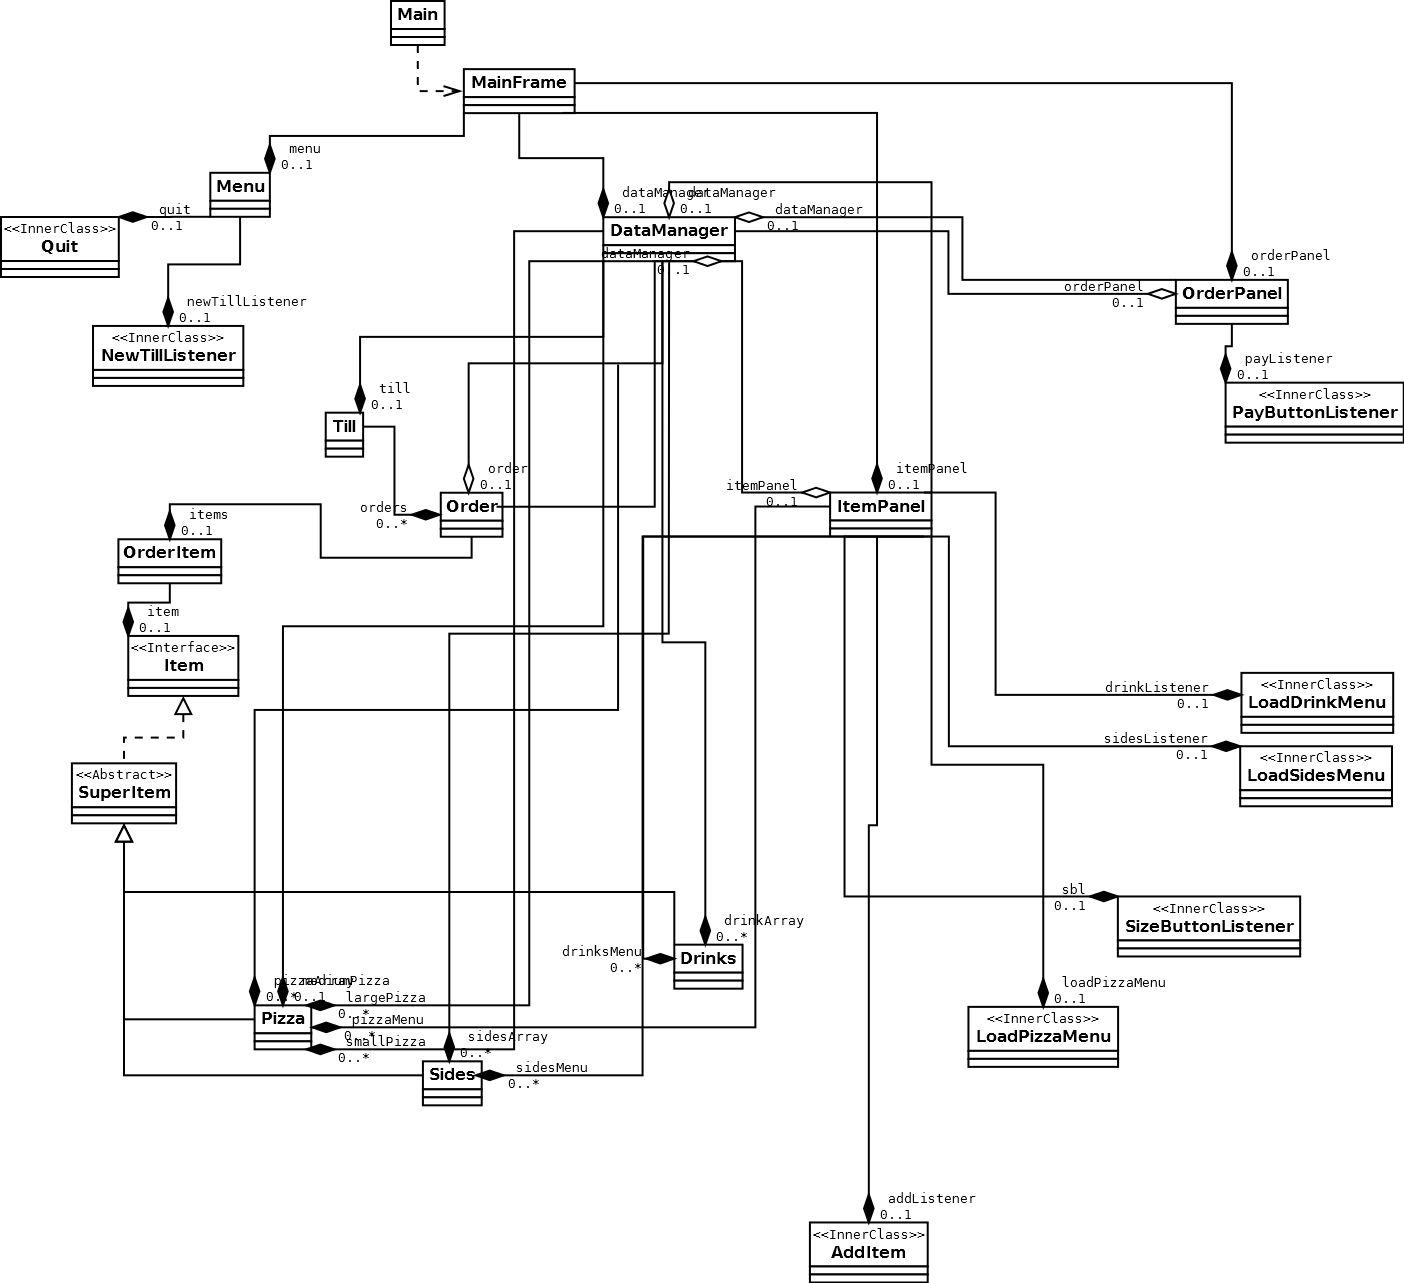 Main
MainFrame
menu
0..1
Menu
quit
0..1
<<InnerClass>>
Quit
newTillListener
0..1
<<InnerClass>>
NewTillListener
dataManager
0..1
dataManager
0..1
dataManager
0..1
DataManager
dataManager
0..1
orderPanel
0..1
orderPanel
0..1
OrderPanel
payListener
0..1
<<InnerClass>>
PayButtonListener
till
0..1
Till
order
0..1
orders
0..*
Order
itemPanel
0..1
itemPanel
0..1
ItemPanel
items
0..1
OrderItem
item
0..1
<<Interface>>
Item
<<Abstract>>
SuperItem
drinkListener
0..1
<<InnerClass>>
LoadDrinkMenu
sidesListener
0..1
<<InnerClass>>
LoadSidesMenu
sbl
0..1
<<InnerClass>>
SizeButtonListener
drinkArray
0..*
drinksMenu
0..*
Drinks
pizzaArray
0..*
mediumPizza
0..1
largePizza
0..*
Pizza
pizzaMenu
0..*
smallPizza
0..*
sidesArray
0..*
Sides
sidesMenu
0..*
loadPizzaMenu
0..1
<<InnerClass>>
LoadPizzaMenu
addListener
0..1
<<InnerClass>>
AddItem